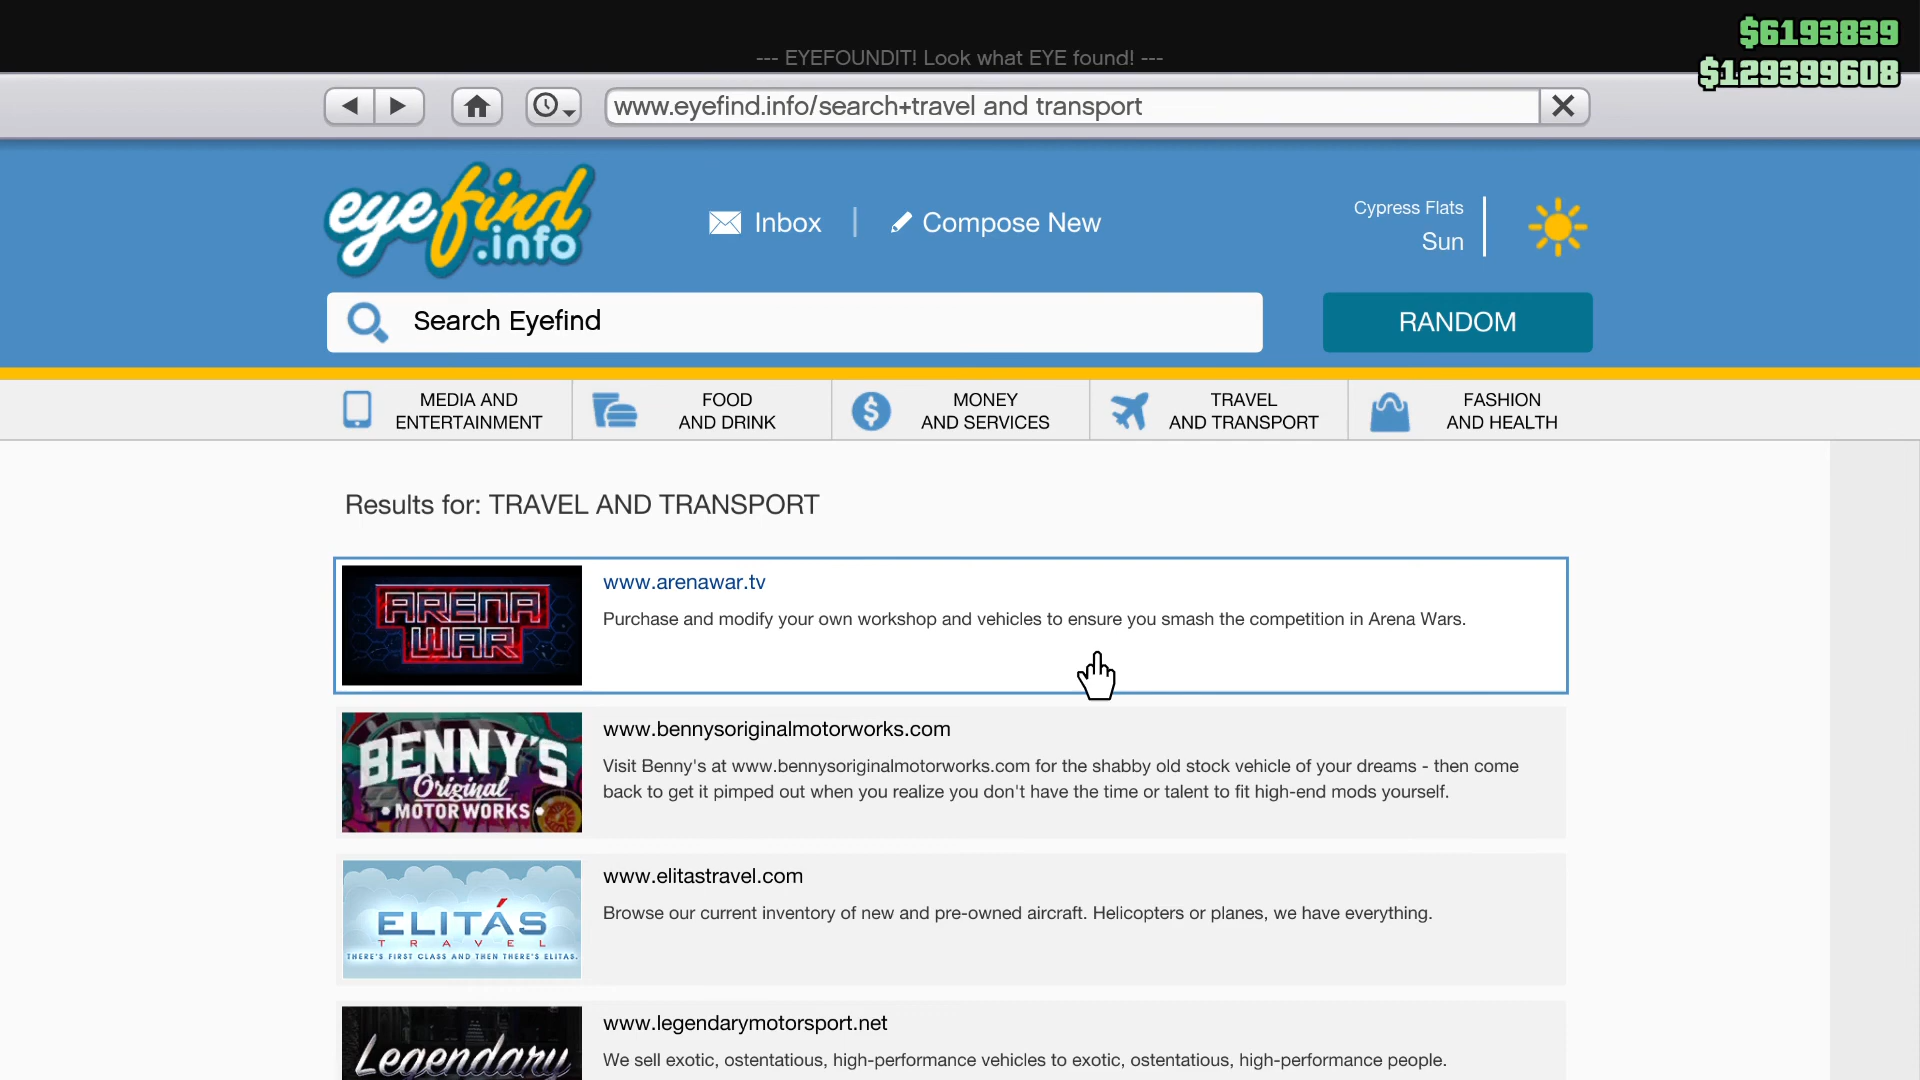 $6193839
--- EYEFOUNDIT! Look what EYE found! ---
$129399608
www.eyefind.info/search+travel and transport
eyefind
.info
Inbox
Compose New
Cypress Flats
Sun
Search Eyefind
RANDOM
MEDIA AND
ENTERTAINMENT
FOOD
AND DRINK
MONEY
AND SERVICES
TRAVEL
AND TRANSPORT
FASHION
AND HEALTH
Results for: TRAVEL AND TRANSPORT
ARENA
WAR
www.arenawar.tv
Purchase and modify your own workshop and vehicles to ensure you smash the competition in Arena Wars.
BENNY'S
Original
MOTOR WORKS
www.bennysoriginalmotorworks.com
Visit Benny's at www.bennysoriginalmotorworks.com for the shabby old stock vehicle of your dreams - then come
back to get it pimped out when you realize you don't have the time or talent to fit high-end mods yourself.
ELITÁS
TRAVEL
THERE'S FIRST CLASS AND THEN THERE'S ELITAS.
www.elitastravel.com
Browse our current inventory of new and pre-owned aircraft. Helicopters or planes, we have everything.
Legendary
www.legendarymotorsport.net
We sell exotic, ostentatious, high-performance vehicles to exotic, ostentatious, high-performance people.